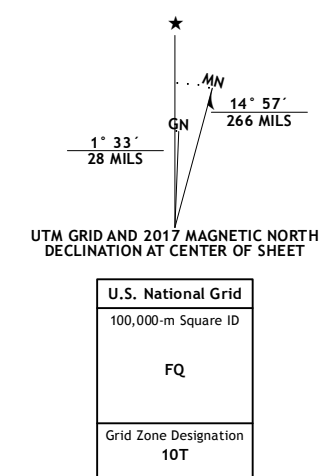 ★
MN
GN
14° 57´
266 MILS
1° 33´
28 MILS
UTM GRID AND 2017 MAGNETIC NORTH
DECLINATION AT CENTER OF SHEET
U.S. National Grid
100,000-m Square ID
FQ
Grid Zone Designation
10T